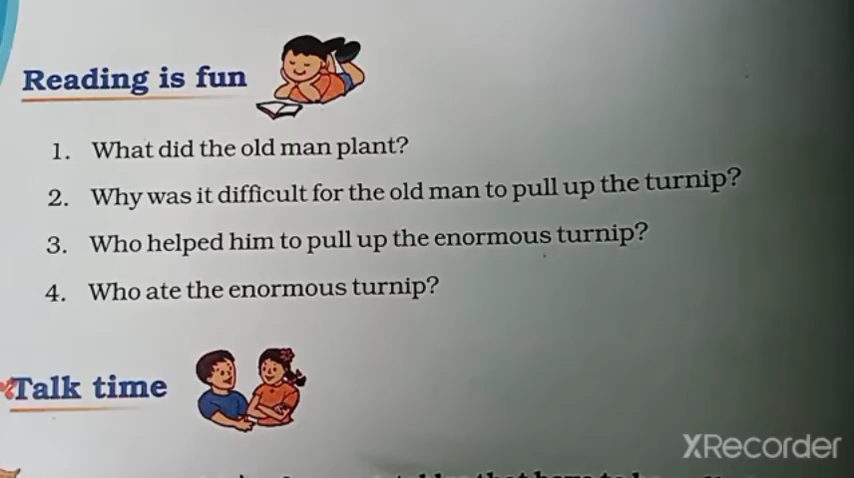 Reading is fun
1. What did the old man plant?
2. Why was it difficult for the old man to pull up the turnip?
3. Who helped him to pull up the enormous turnip?
4. Who ate the enormous turnip?
Talk time
XRecorder